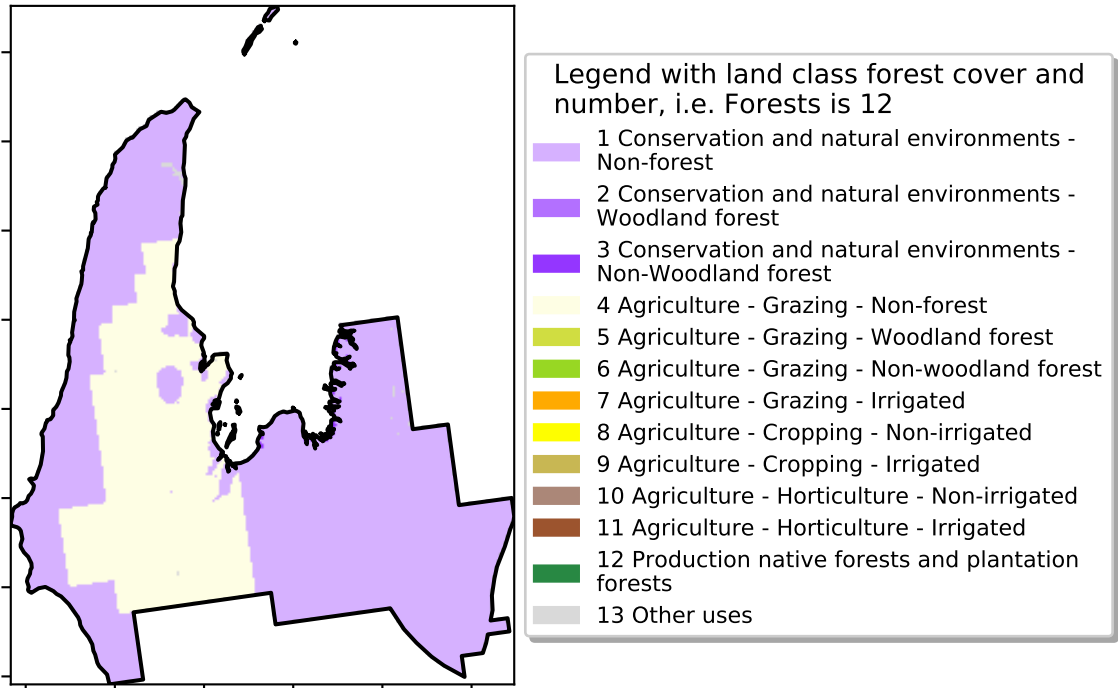 Legend with land class forest cover and
number, i.e. Forests is 12
1 Conservation and natural environments -
Non-forest
2 Conservation and natural environments -
Woodland forest
3 Conservation and natural environments -
Non-Woodland forest
4 Agriculture - Grazing - Non-forest
5 Agriculture - Grazing - Woodland forest
6 Agriculture - Grazing - Non-woodland forest
7 Agriculture - Grazing - Irrigated
8 Agriculture - Cropping - Non-irrigated
9 Agriculture - Cropping - Irrigated
10 Agriculture - Horticulture - Non-irrigated
11 Agriculture - Horticulture - Irrigated
12 Production native forests and plantation
forests
13 Other uses